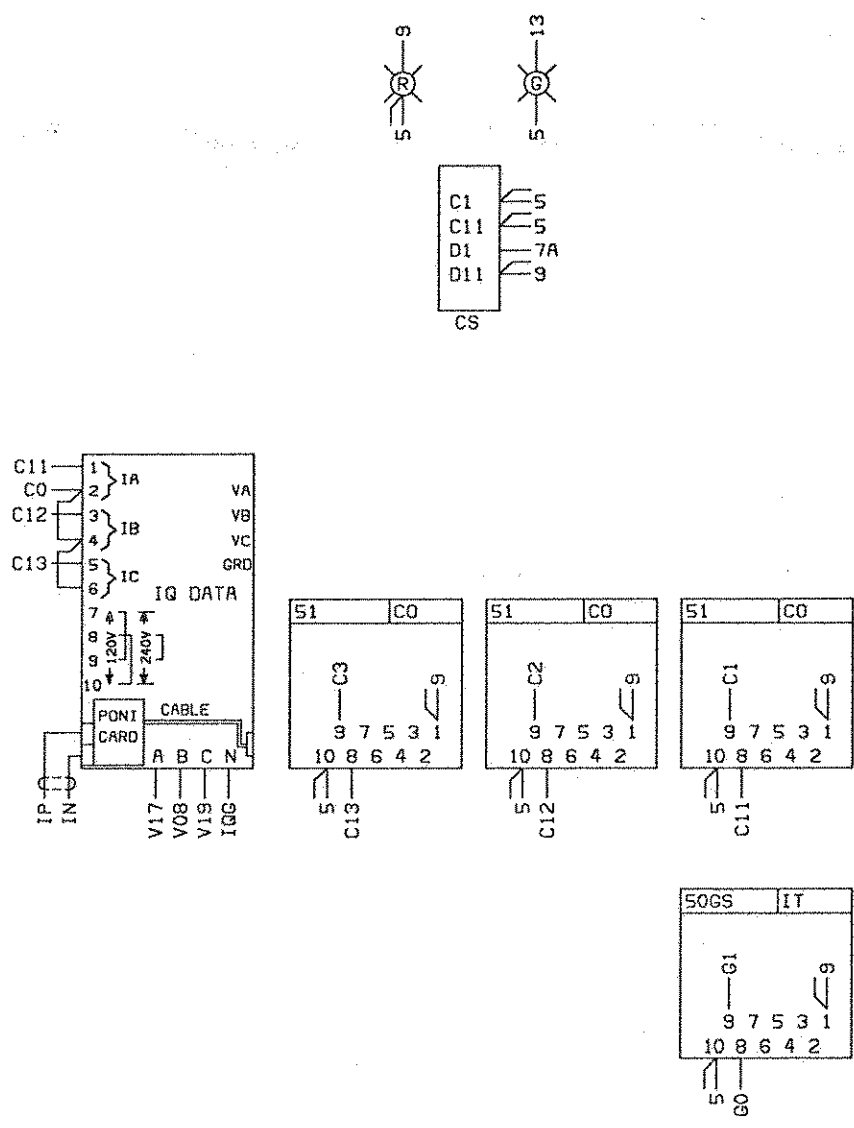 9 13
R G
5 5
C1 5
C11 5
D1 7A
D11 9
CS
C11 1 IA
C0 2 VA
C12 3 IB VB
4 VC
C13 5 IC GRD
6
IQ DATA
7
8
9
10
120V 240V
PONI CARD
CABLE
A B C N
IP IN V17 V08 V19 IQG
51 CO
C3 9
9 7 5 3 1
10 8 6 4 2
5 C13
51 CO
C2 9
9 7 5 3 1
10 8 6 4 2
5 C12
51 CO
C1 9
9 7 5 3 1
10 8 6 4 2
5 C11
50GS IT
G1 9
9 7 5 3 1
10 8 6 4 2
5 G0